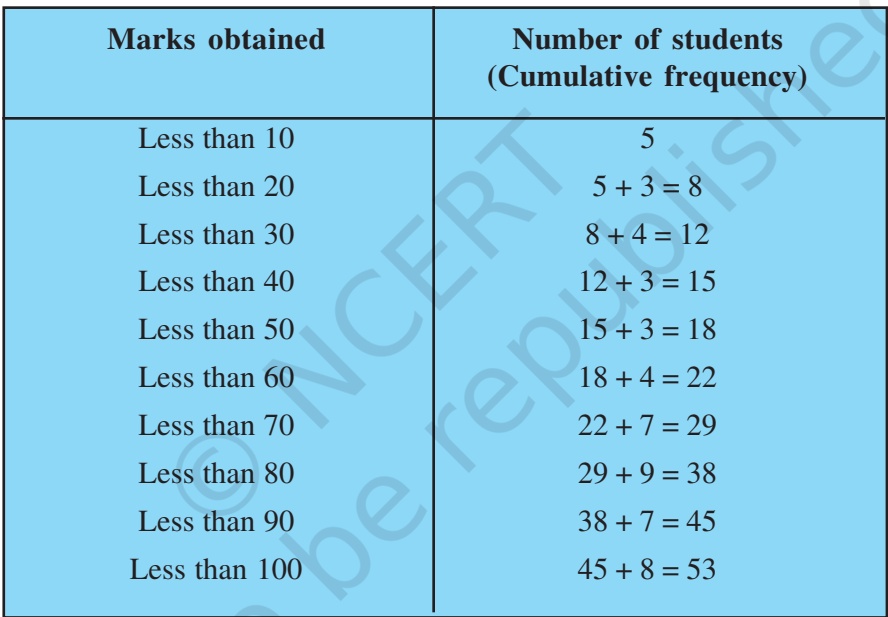 Marks obtained Number of students
(Cumulative frequency)
Less than 10 5
Less than 20 5 + 3 = 8
Less than 30 8 + 4 = 12
Less than 40 12 + 3 = 15
Less than 50 15 + 3 = 18
Less than 60 18 + 4 = 22
Less than 70 22 + 7 = 29
Less than 80 29 + 9 = 38
Less than 90 38 + 7 = 45
Less than 100 45 + 8 = 53
© NCERT
be republished